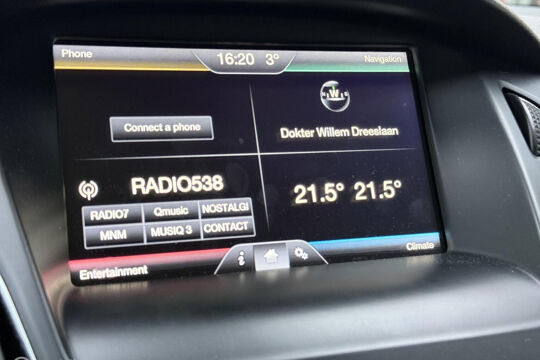 Phone
16:20 3°
Navigation
Connect a phone
W
Dokter Willem Dreeslaan
RADIO538
21.5° 21.5°
RADIO7 Qmusic NOSTALGI
MNM MUSIQ 3 CONTACT
Entertainment
i
Climate